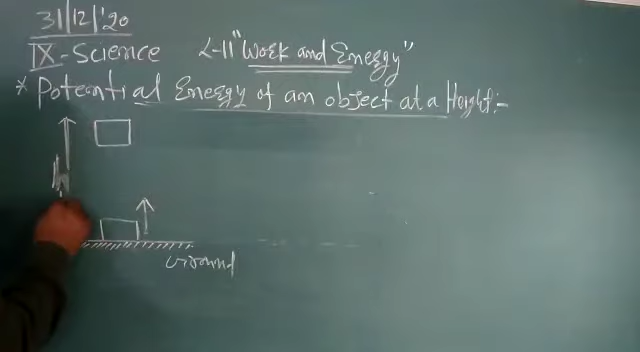 31/12/'20
IX-Science L-11 "Work and Energy"
* Potential Energy of an object at a Height:-
h
Ground